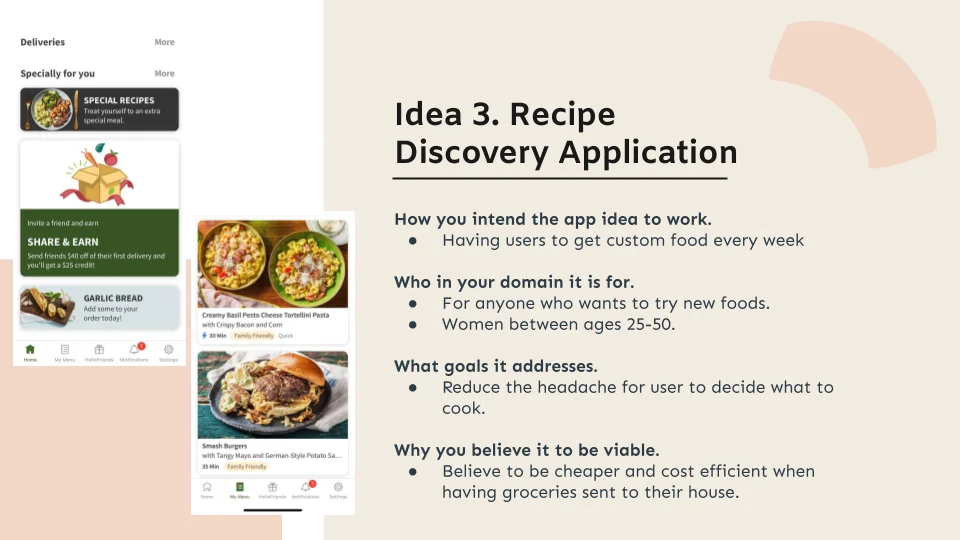 Deliveries More
Specially for you More
SPECIAL RECIPES
Treat yourself to an extra
special meal.
Invite a friend and earn
SHARE & EARN
Send friends $40 off of their first delivery and
you'll get a $25 credit!
GARLIC BREAD
Add some to your
order today!
1
Home My Menu HelloFriends Notifications Settings
Creamy Basil Pesto Cheese Tortellini Pasta
with Crispy Bacon and Corn
20 Min Family Friendly Quick
Smash Burgers
with Tangy Mayo and German-Style Potato Sa...
35 Min Family Friendly
1
Home My Menu HelloFriends Notifications Settings
Idea 3. Recipe
Discovery Application
How you intend the app idea to work.
● Having users to get custom food every week
Who in your domain it is for.
● For anyone who wants to try new foods.
● Women between ages 25-50.
What goals it addresses.
● Reduce the headache for user to decide what to
cook.
Why you believe it to be viable.
● Believe to be cheaper and cost efficient when
having groceries sent to their house.